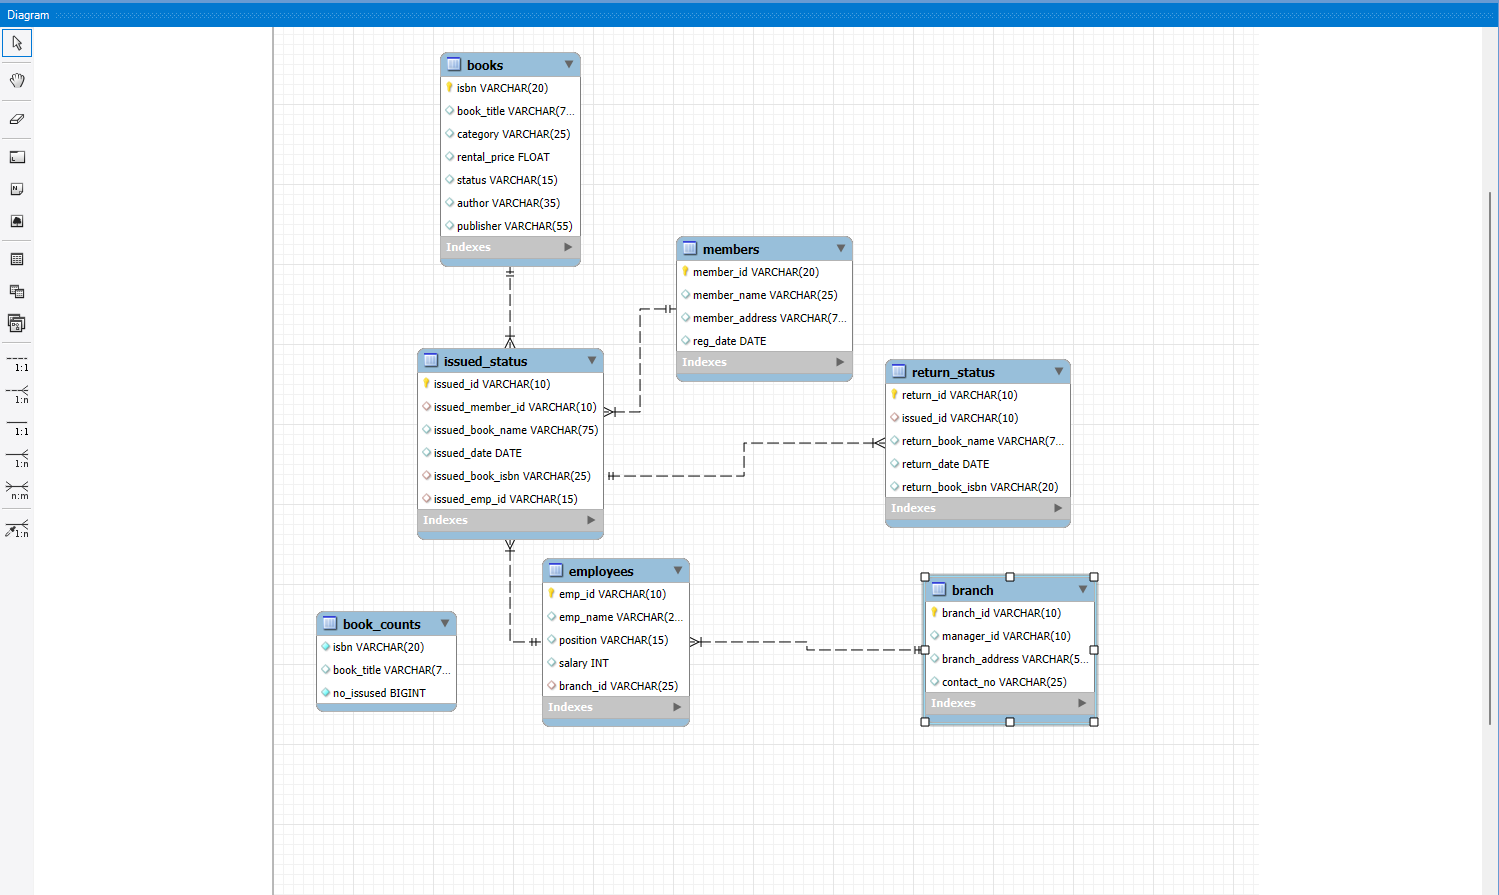 Diagram
books
isbn VARCHAR(20)
book_title VARCHAR(7...
category VARCHAR(25)
rental_price FLOAT
status VARCHAR(15)
author VARCHAR(35)
publisher VARCHAR(55)
Indexes
members
member_id VARCHAR(20)
member_name VARCHAR(25)
member_address VARCHAR(7...
reg_date DATE
Indexes
issued_status
issued_id VARCHAR(10)
issued_member_id VARCHAR(10)
issued_book_name VARCHAR(75)
issued_date DATE
issued_book_isbn VARCHAR(25)
issued_emp_id VARCHAR(15)
Indexes
return_status
return_id VARCHAR(10)
issued_id VARCHAR(10)
return_book_name VARCHAR(7...
return_date DATE
return_book_isbn VARCHAR(20)
Indexes
employees
emp_id VARCHAR(10)
emp_name VARCHAR(2...
position VARCHAR(15)
salary INT
branch_id VARCHAR(25)
Indexes
branch
branch_id VARCHAR(10)
manager_id VARCHAR(10)
branch_address VARCHAR(5...
contact_no VARCHAR(25)
Indexes
book_counts
isbn VARCHAR(20)
book_title VARCHAR(7...
no_issused BIGINT
1:1
1:n
1:1
1:n
n:m
1:n